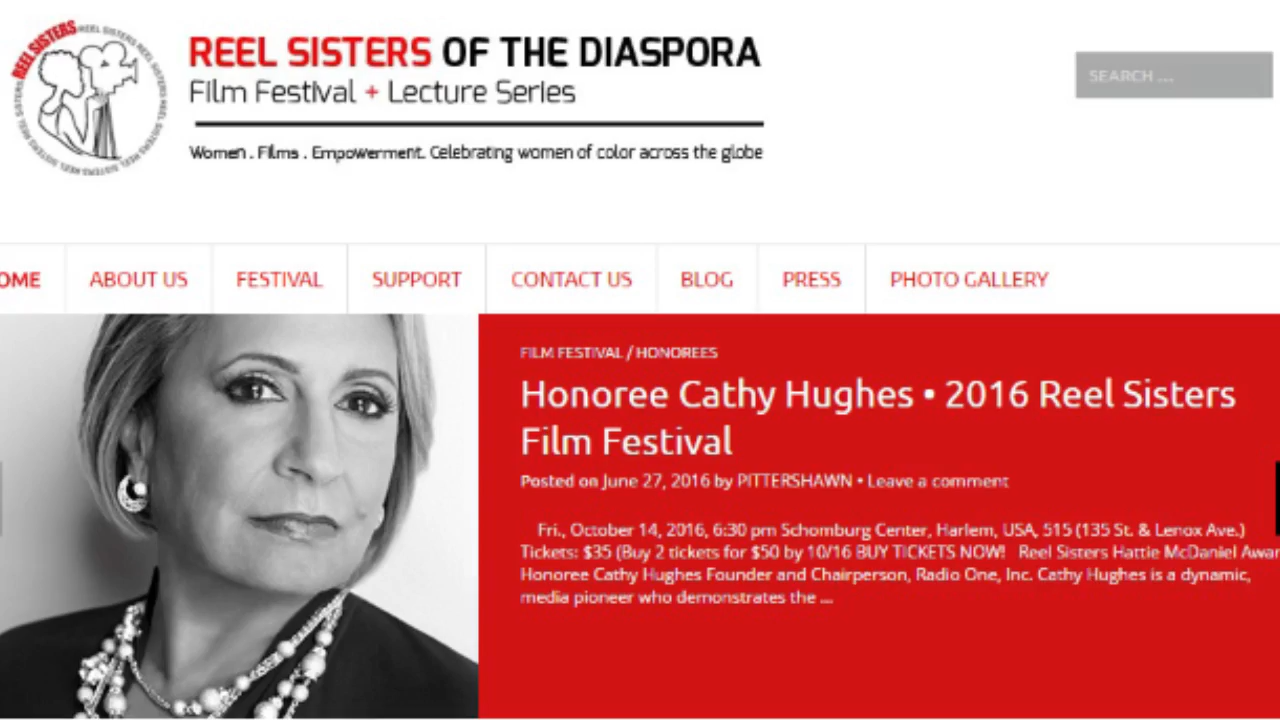 REEL SISTERS
REEL SISTERS OF THE DIASPORA
Film Festival + Lecture Series
Women . Films . Empowerment. Celebrating women of color across the globe
SEARCH ...
OME
ABOUT US
FESTIVAL
SUPPORT
CONTACT US
BLOG
PRESS
PHOTO GALLERY
FILM FESTIVAL / HONOREES
Honoree Cathy Hughes • 2016 Reel Sisters
Film Festival
Posted on June 27, 2016 by PITTERSHAWN • Leave a comment
Fri., October 14, 2016, 6:30 pm Schomburg Center, Harlem, USA, 515 (135 St. & Lenox Ave.)
Tickets: $35 (Buy 2 tickets for $50 by 10/16 BUY TICKETS NOW! Reel Sisters Hattie McDaniel Awar
Honoree Cathy Hughes Founder and Chairperson, Radio One, Inc. Cathy Hughes is a dynamic,
media pioneer who demonstrates the ...